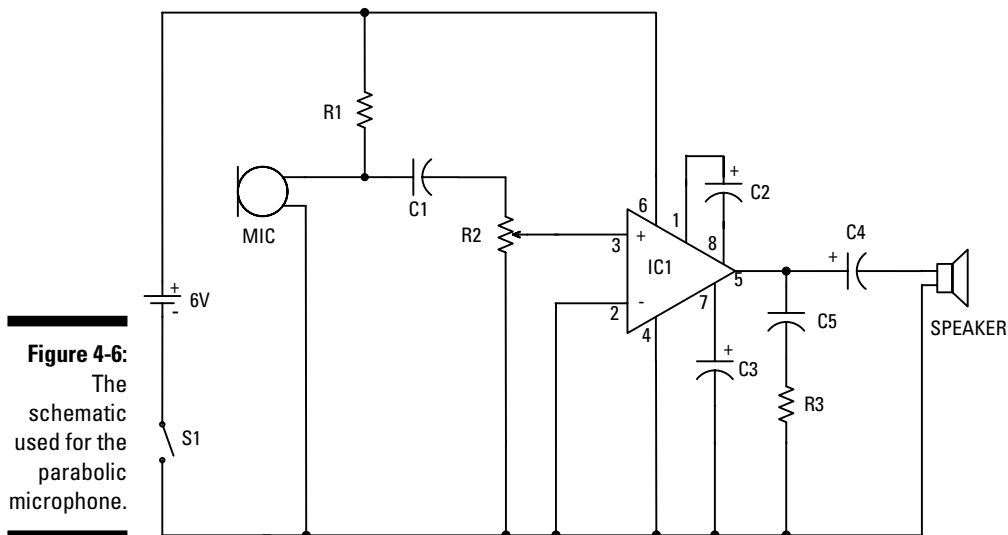 R1
MIC
C1
R2
6
3
+
IC1
-
2
4
1
+
C2
8
5
7
+
C3
+
C4
C5
R3
SPEAKER
+
6V
-
S1
Figure 4-6:
The
schematic
used for the
parabolic
microphone.